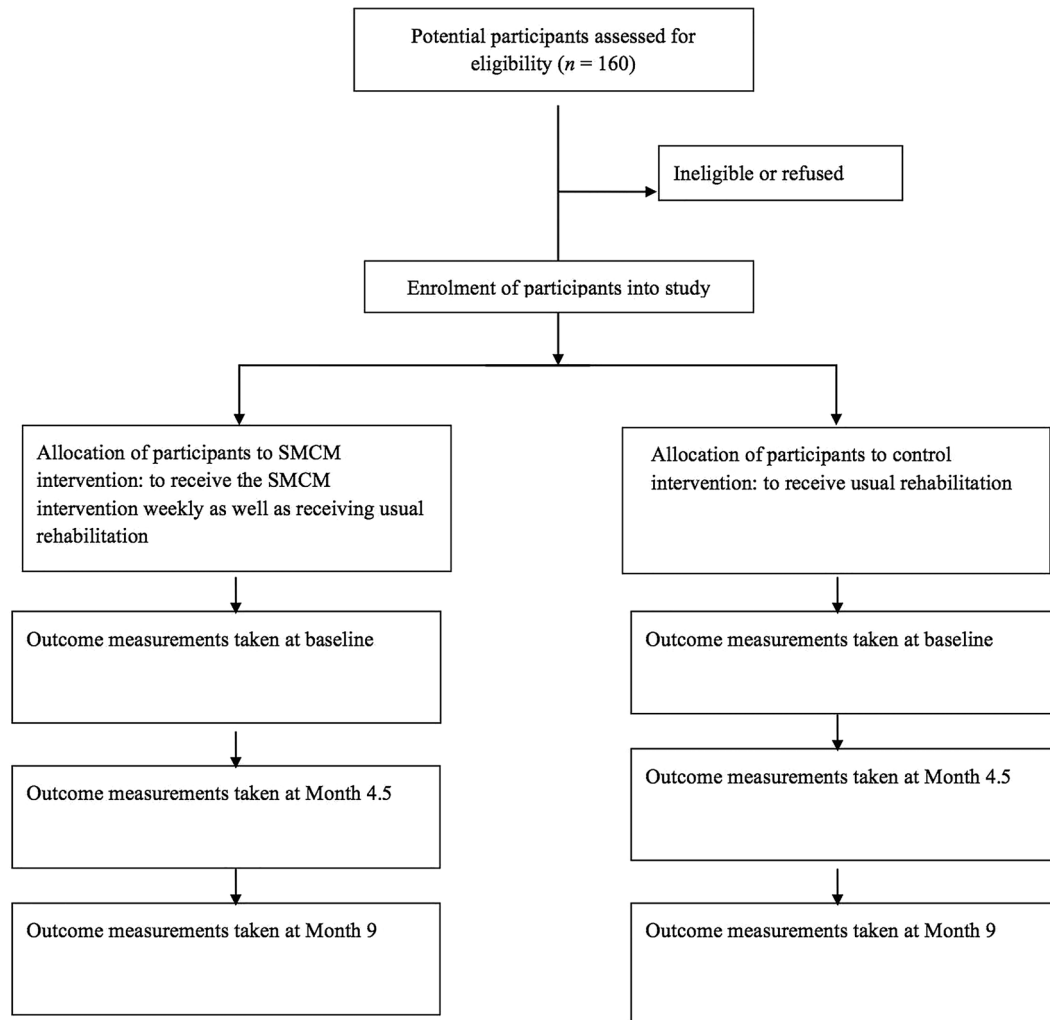 Potential participants assessed for
eligibility (n = 160)
Ineligible or refused
Enrolment of participants into study
Allocation of participants to SMCM
intervention: to receive the SMCM
intervention weekly as well as receiving usual
rehabilitation
Allocation of participants to control
intervention: to receive usual rehabilitation
Outcome measurements taken at baseline
Outcome measurements taken at baseline
Outcome measurements taken at Month 4.5
Outcome measurements taken at Month 4.5
Outcome measurements taken at Month 9
Outcome measurements taken at Month 9